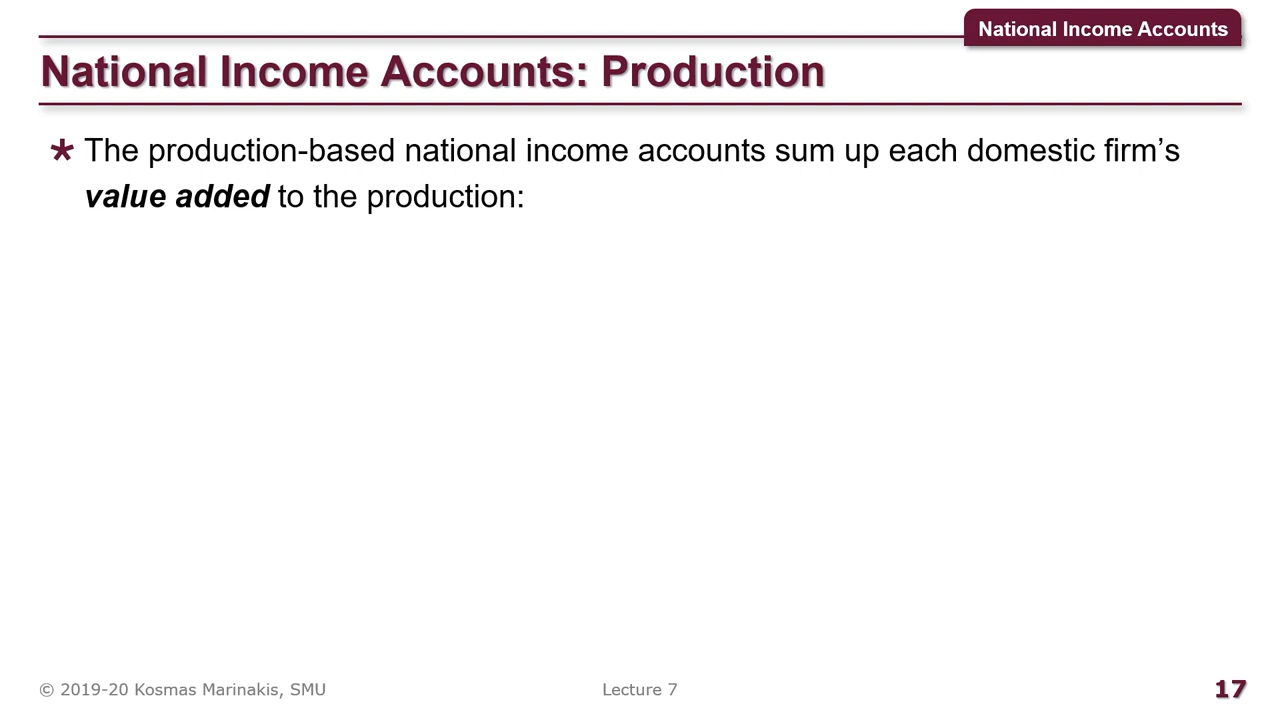 National Income Accounts
National Income Accounts: Production
* The production-based national income accounts sum up each domestic firm’s
value added to the production:
© 2019-20 Kosmas Marinakis, SMU
Lecture 7
17